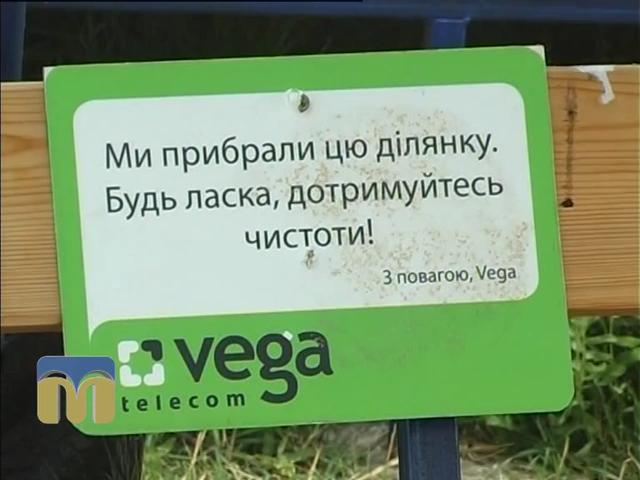 Ми прибрали цю ділянку.
Будь ласка, дотримуйтесь
чистоти!
З повагою, Vega
vega
telecom
M